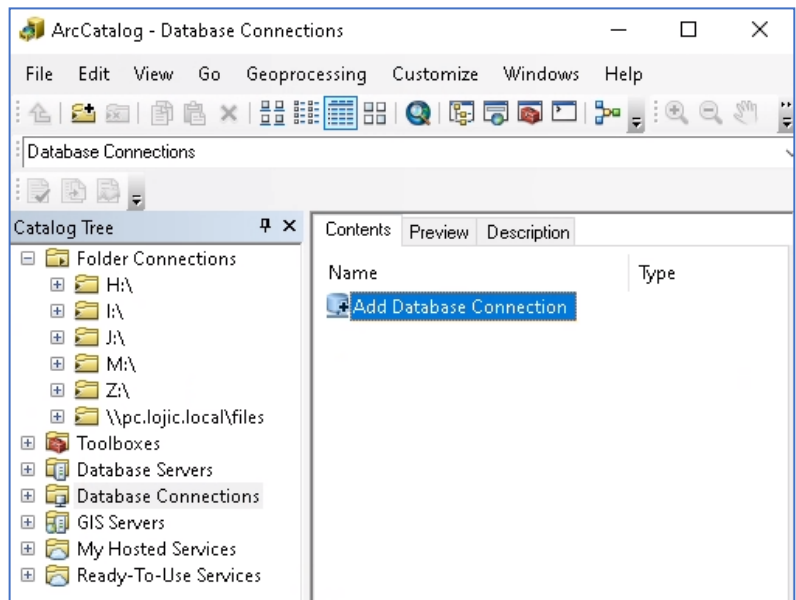 ArcCatalog - Database Connections
File Edit View Go Geoprocessing Customize Windows Help
Database Connections
Catalog Tree
Folder Connections
H:\
I:\
J:\
M:\
Z:\
\\pc.lojic.local\files
Toolboxes
Database Servers
Database Connections
GIS Servers
My Hosted Services
Ready-To-Use Services
Contents Preview Description
Name Type
Add Database Connection